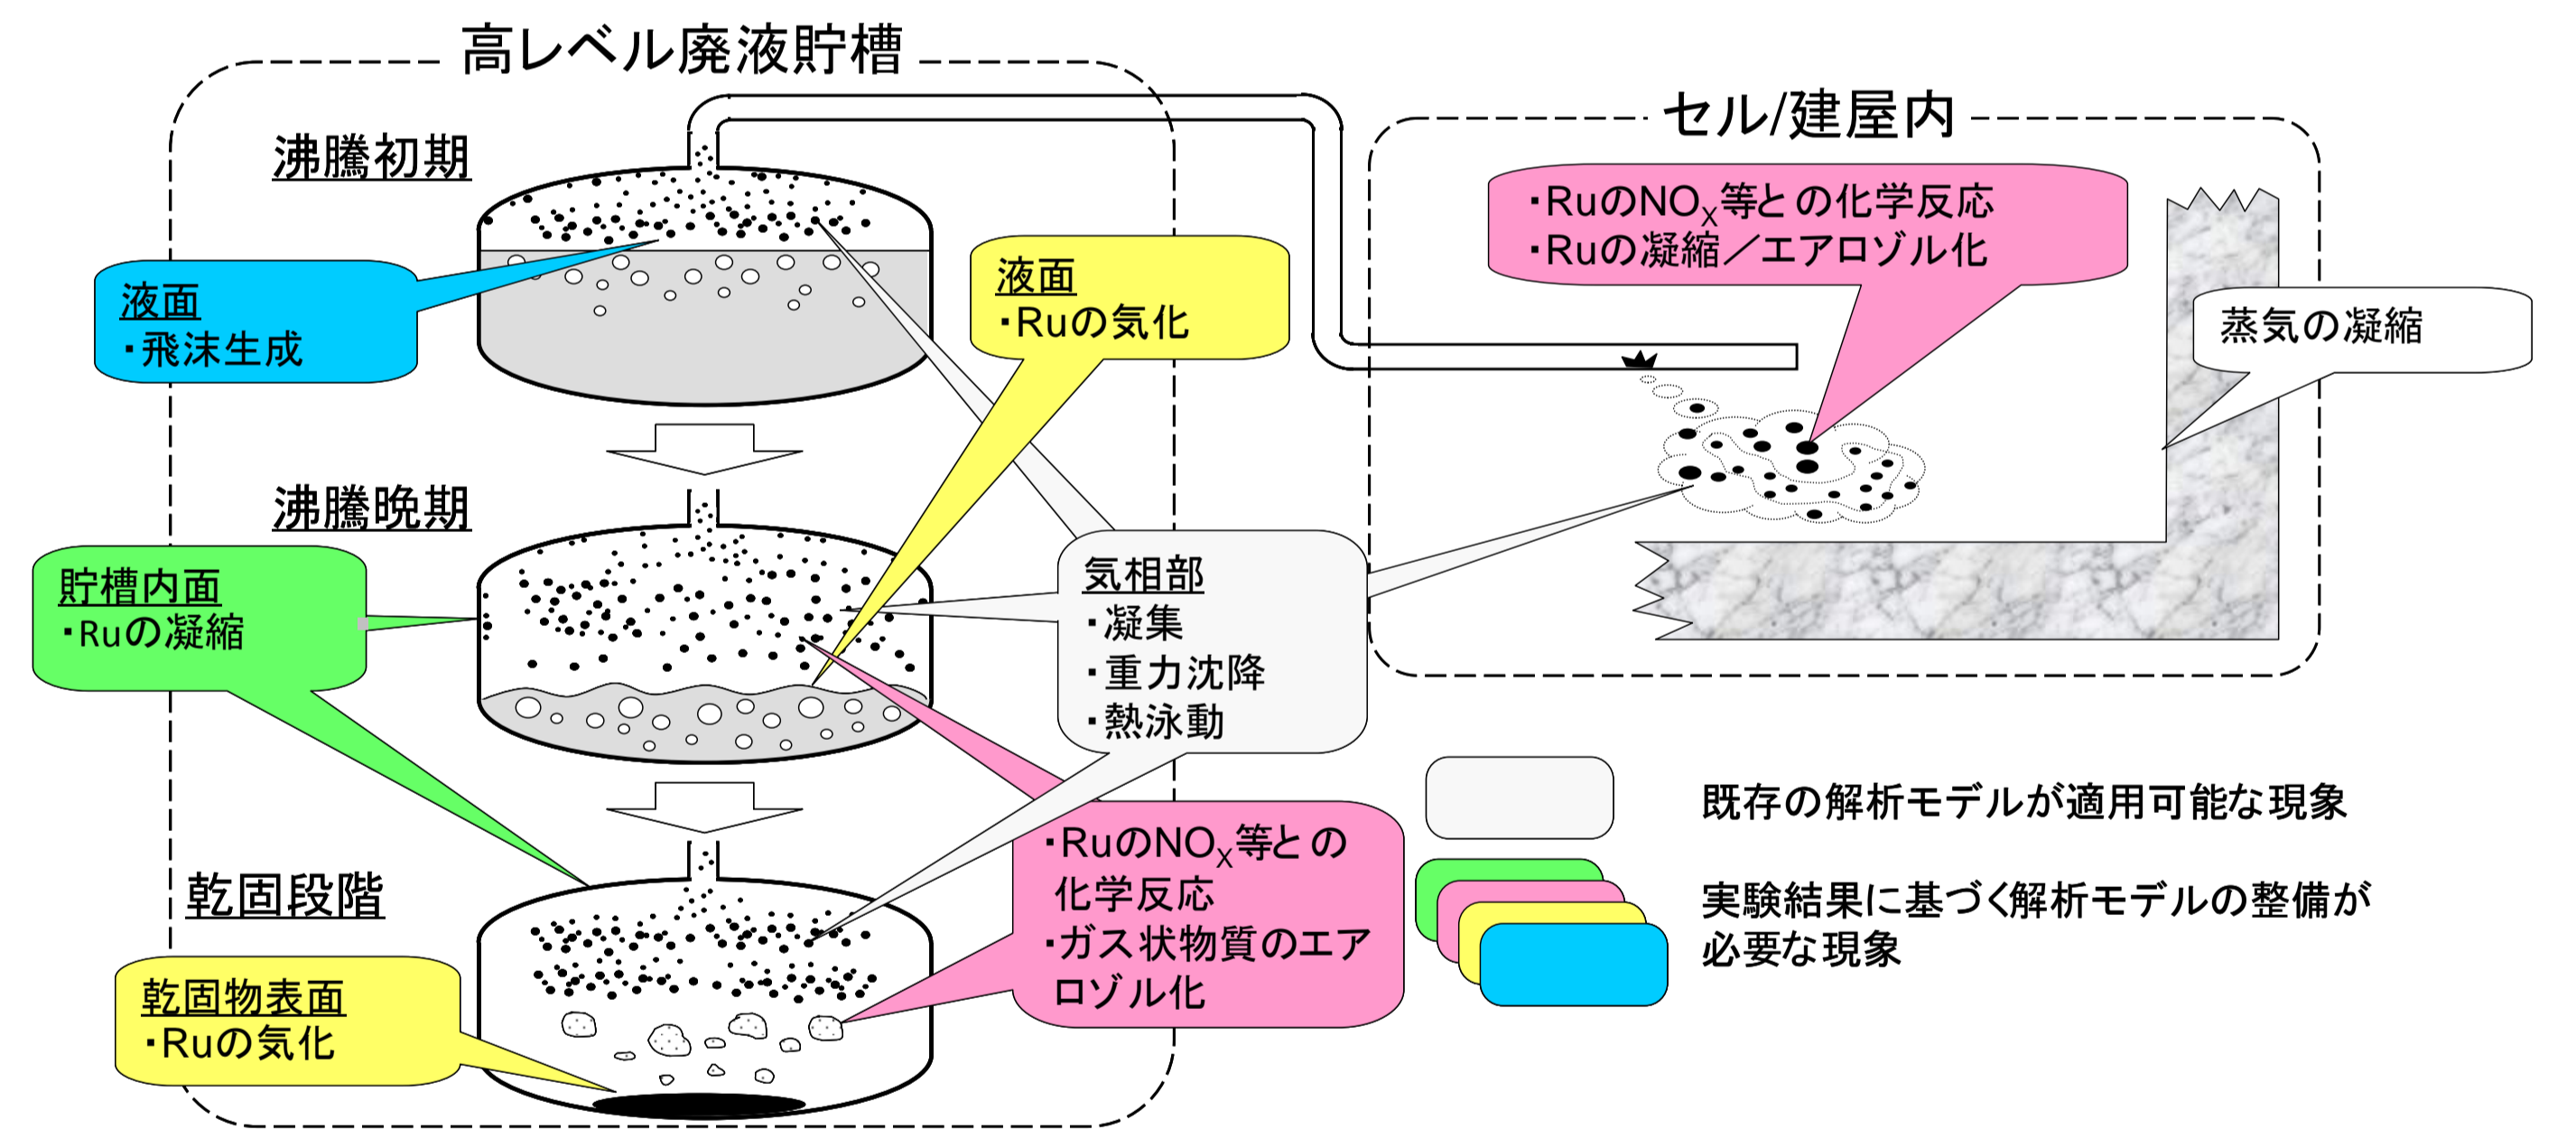 高レベル廃液貯槽
セル/建屋内
沸騰初期
・RuのNOX等との化学反応
・Ruの凝縮／エアロゾル化
液面
・飛沫生成
液面
・Ruの気化
蒸気の凝縮
沸騰晩期
貯槽内面
・Ruの凝縮
気相部
・凝集
・重力沈降
・熱泳動
乾固段階
・RuのNOX等との
化学反応
・ガス状物質のエア
ロゾル化
乾固物表面
・Ruの気化
既存の解析モデルが適用可能な現象
実験結果に基づく解析モデルの整備が
必要な現象